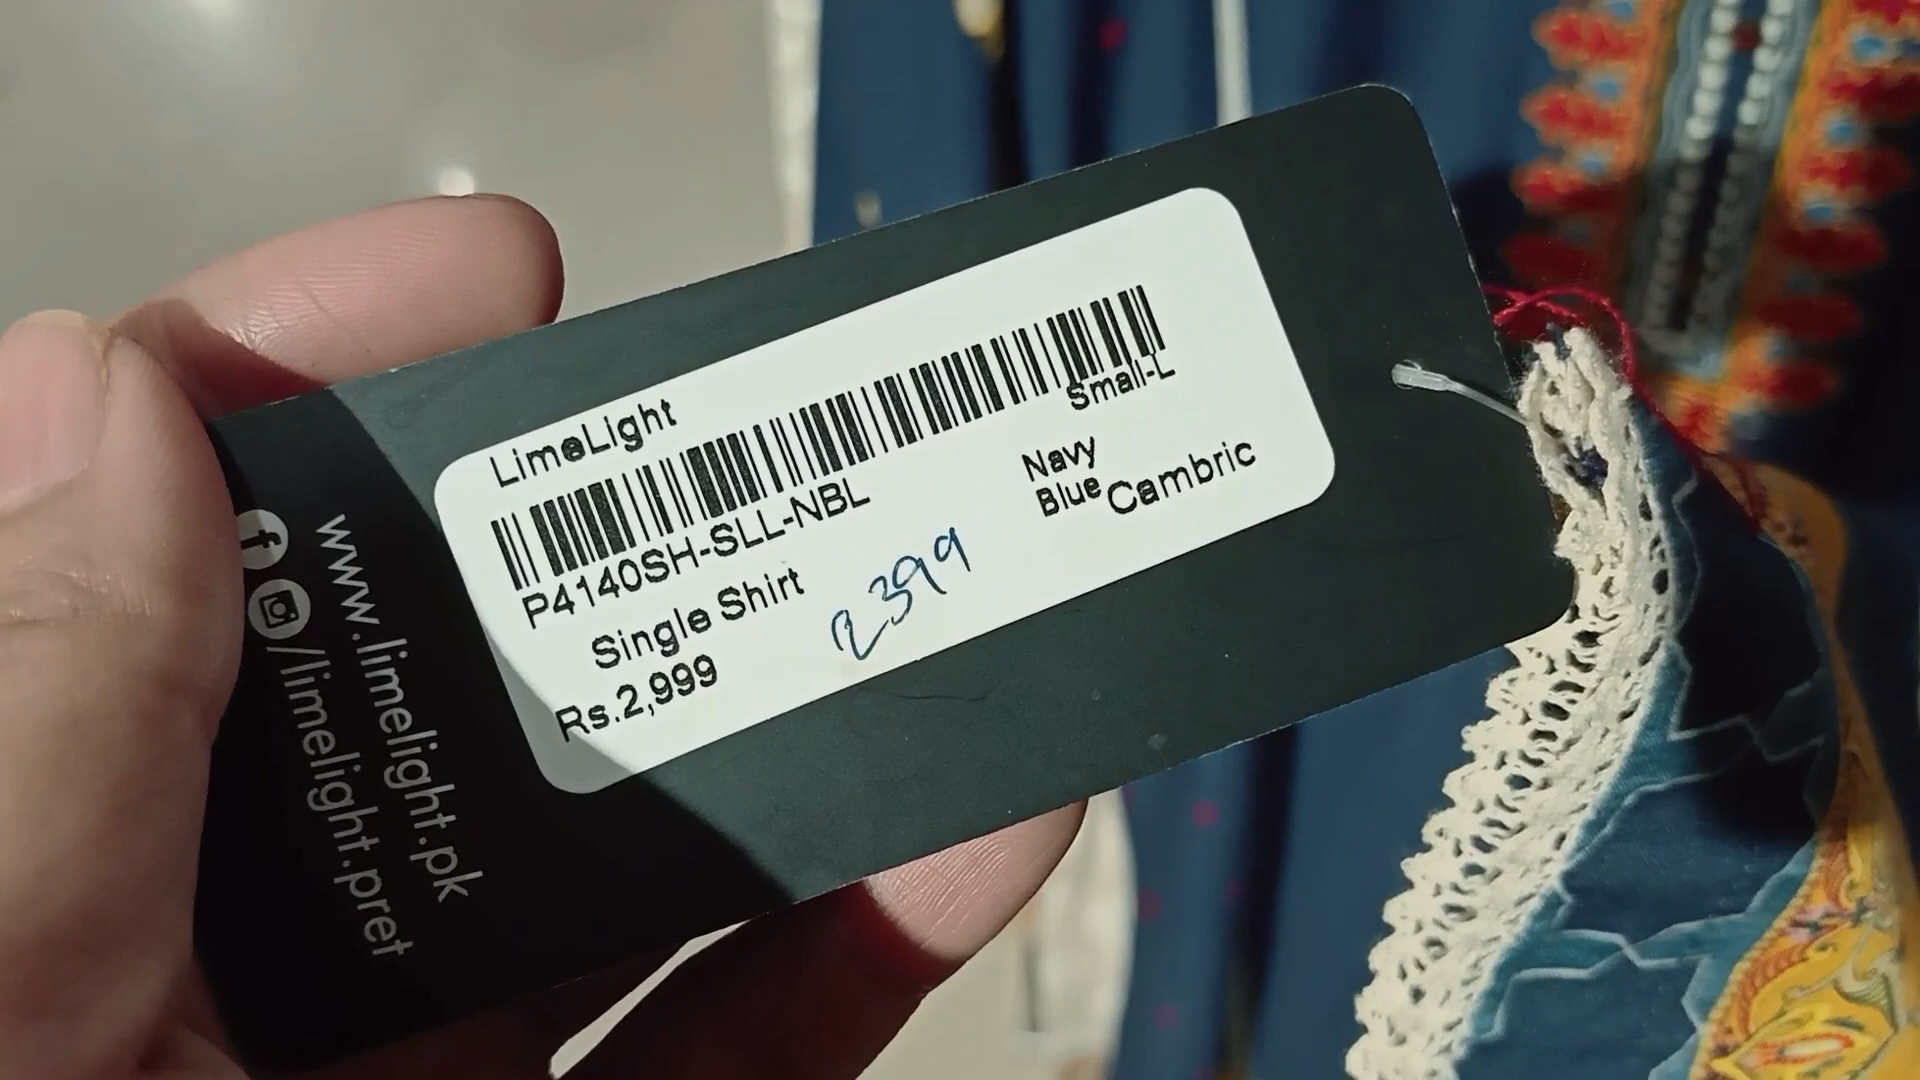 LimeLight
Small-L
P4140SH-SLL-NBL
Navy
Blue
Cambric
Single Shirt
2399
Rs.2,999
www.limelight.pk
/limelight.pret